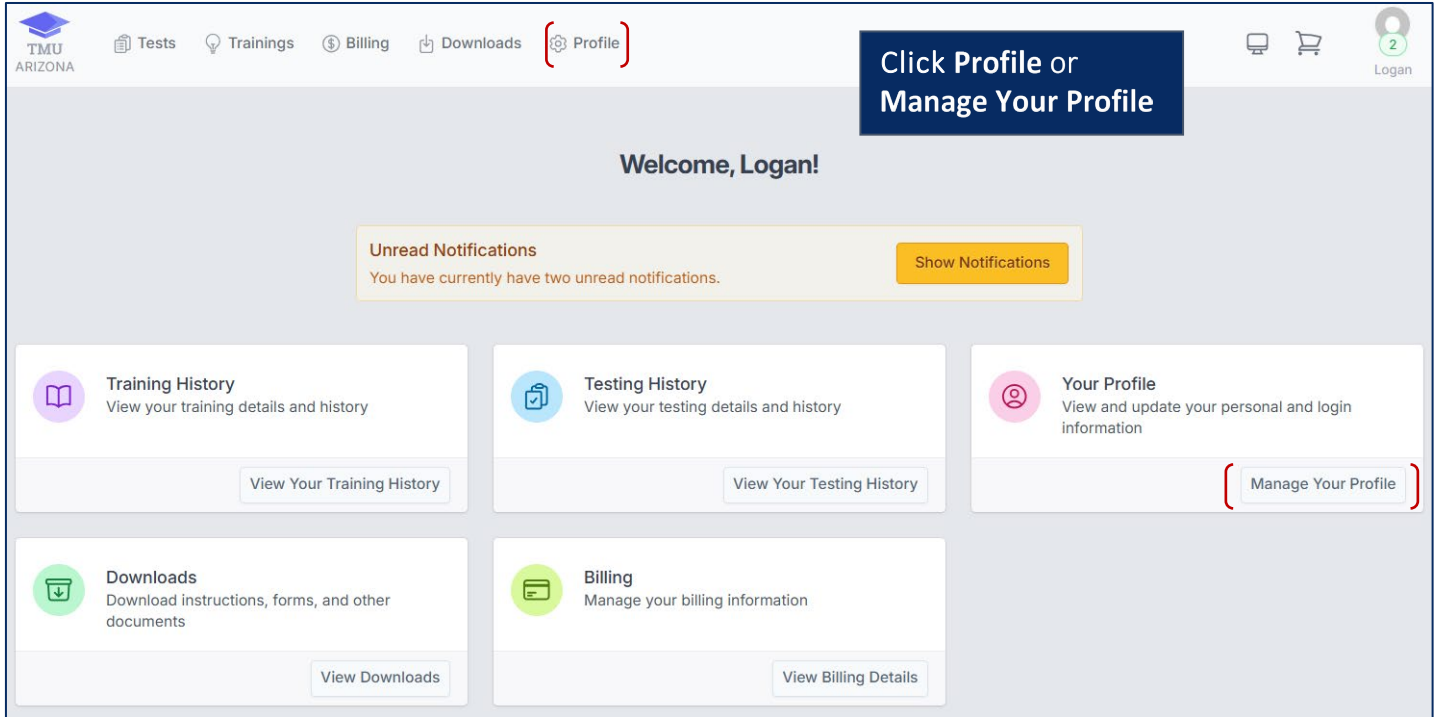 TMU
ARIZONA
Tests
Trainings
Billing
Downloads
Profile
Click Profile or
Manage Your Profile
2
Logan
Welcome, Logan!
Unread Notifications
You have currently have two unread notifications.
Show Notifications
Training History
View your training details and history
View Your Training History
Testing History
View your testing details and history
View Your Testing History
Your Profile
View and update your personal and login
information
Manage Your Profile
Downloads
Download instructions, forms, and other
documents
View Downloads
Billing
Manage your billing information
View Billing Details